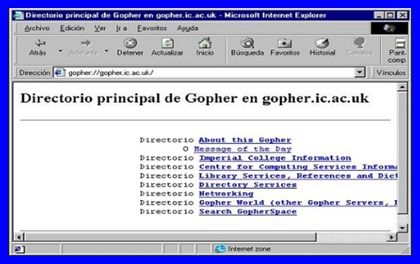 Directorio principal de Gopher en gopher.ic.ac.uk - Microsoft Internet Explorer
Archivo Edición Ver Ir a Favoritos Ayuda
Atrás Adelante Detener Actualizar Inicio Búsqueda Favoritos Historial Canales Pant. comp
Dirección gopher://gopher.ic.ac.uk/ Vínculos
Directorio principal de Gopher en gopher.ic.ac.uk
Directorio About this Gopher
O Message of the Day
Directorio Imperial College Information
Directorio Centre for Computing Services Informa
Directorio Library Services, References and Dict
Directorio Directory Services
Directorio Networking
Directorio Gopher World (other Gopher Servers, I
Directorio Search GopherSpace
Internet zone